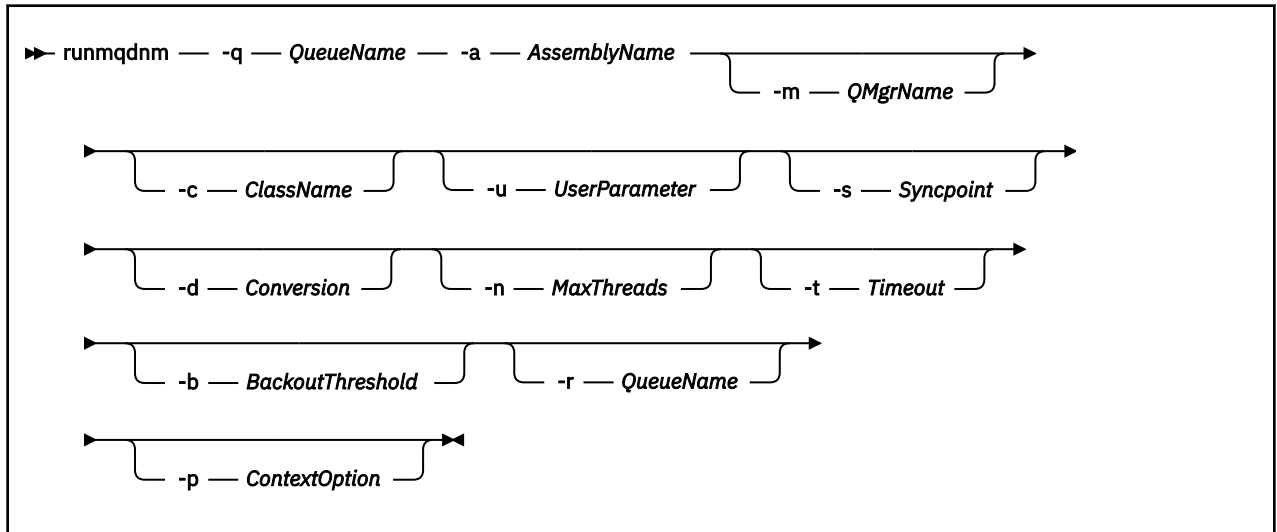 runmqdnm -q QueueName -a AssemblyName
-m QMgrName
-c ClassName -u UserParameter -s Syncpoint
-d Conversion -n MaxThreads -t Timeout
-b BackoutThreshold -r QueueName
-p ContextOption